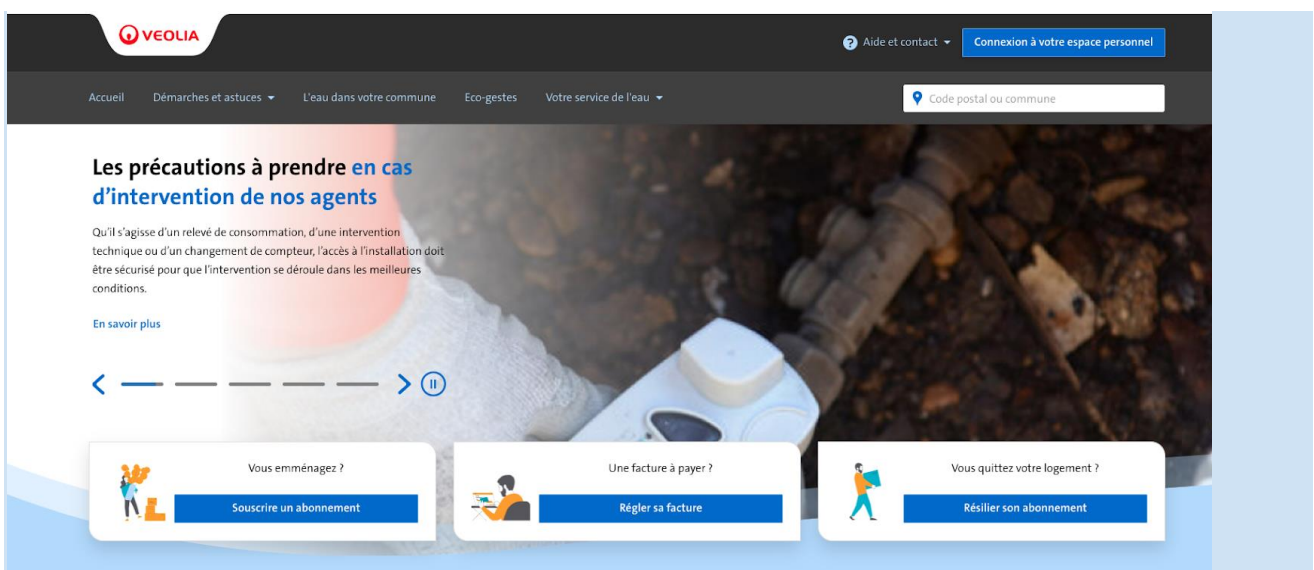 VEOLIA
Aide et contact
Connexion à votre espace personnel
Accueil
Démarches et astuces
L'eau dans votre commune
Eco-gestes
Votre service de l'eau
Code postal ou commune
Les précautions à prendre en cas
d'intervention de nos agents
Qu'il s'agisse d'un relevé de consommation, d'une intervention
technique ou d'un changement de compteur, l'accès à l'installation doit
être sécurisé pour que l'intervention se déroule dans les meilleures
conditions.
En savoir plus
Vous emménagez ?
Souscrire un abonnement
Une facture à payer ?
Régler sa facture
Vous quittez votre logement ?
Résilier son abonnement